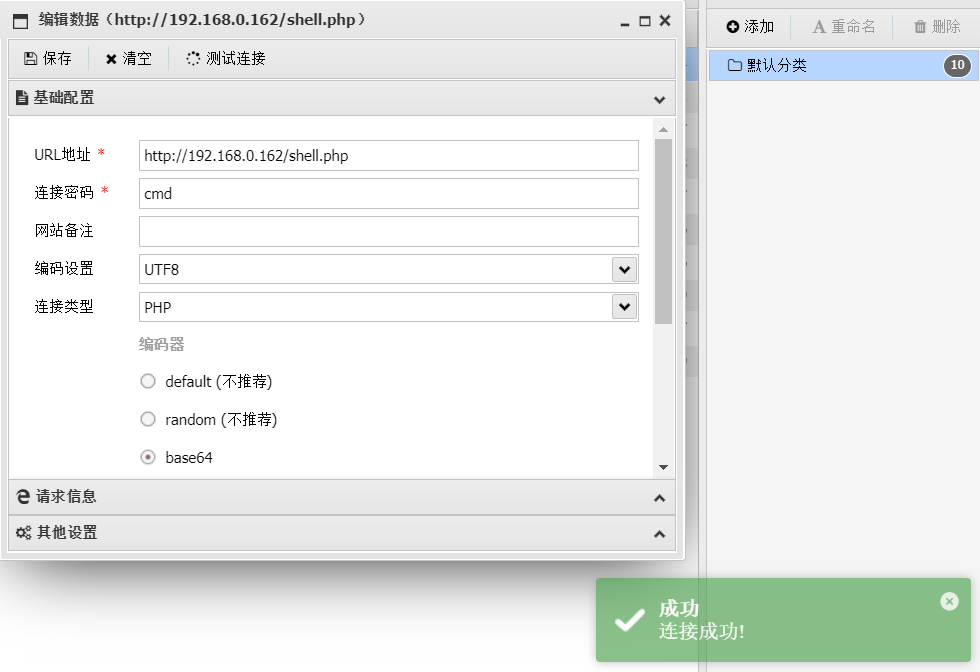 编辑数据（http://192.168.0.162/shell.php）
保存 清空 测试连接
添加 重命名 删除
默认分类 10
基础配置
URL地址 * http://192.168.0.162/shell.php
连接密码 * cmd
网站备注
编码设置 UTF8
连接类型 PHP
编码器
default (不推荐)
random (不推荐)
base64
请求信息
其他设置
成功
连接成功!